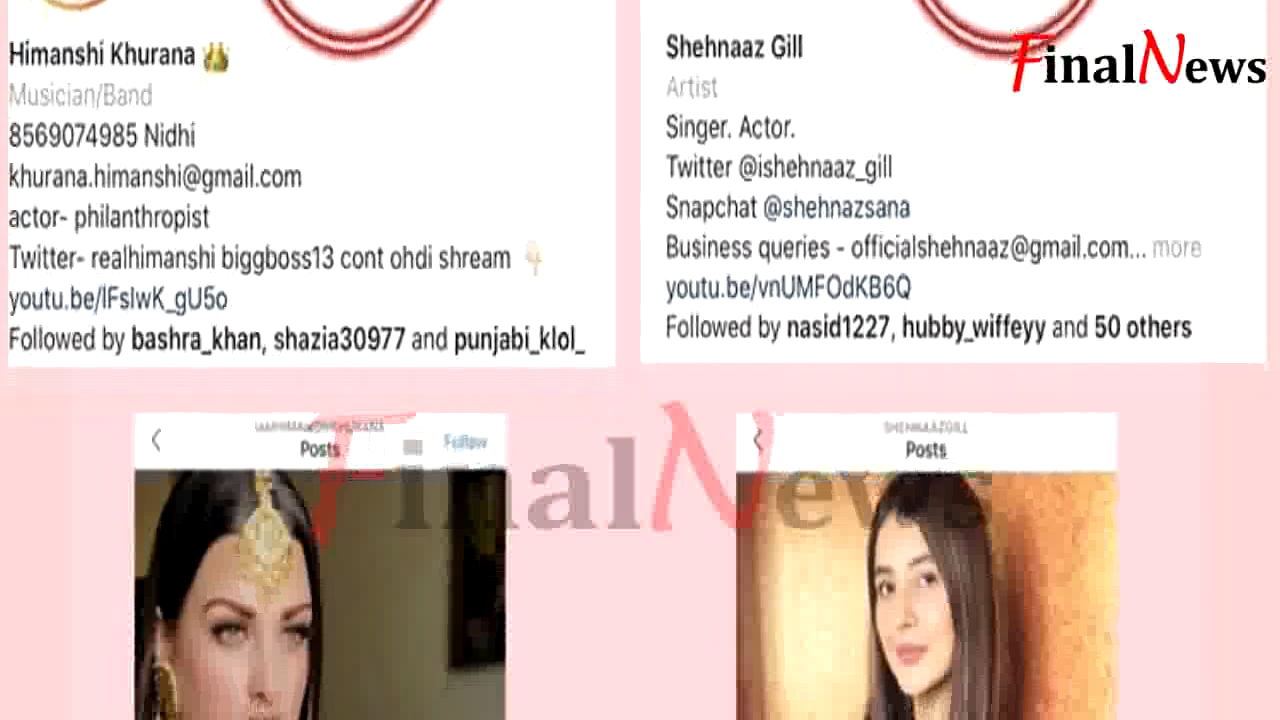 Himanshi Khurana
Musician/Band
8569074985 Nidhi
khurana.himanshi@gmail.com
actor- philanthropist
Twitter- realhimanshi biggboss13 cont ohdi shream
youtu.be/lFslwK_gU5o
Followed by bashra_khan, shazia30977 and punjabi_klol_
Shehnaaz Gill
Artist
Singer. Actor.
Twitter @ishehnaaz_gill
Snapchat @shehnazsana
Business queries - officialshehnaaz@gmail.com... more
youtu.be/vnUMFOdKB6Q
Followed by nasid1227, hubby_wiffeyy and 50 others
FinalNews
Posts
Follow
SHEHNAAZGILL
Posts
FinalNews